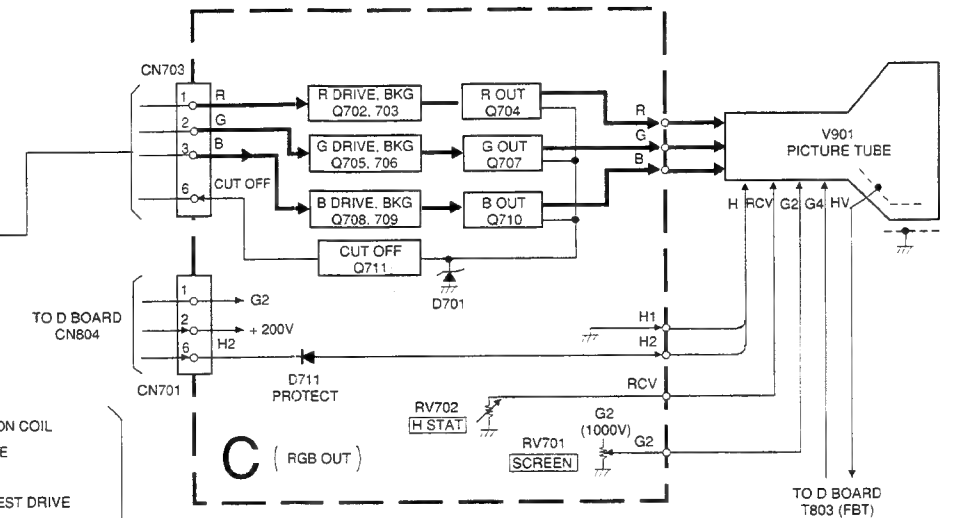 CN703
1 R
2 G
3 B
6 CUT OFF
R DRIVE, BKG
Q702, 703
R OUT
Q704
G DRIVE, BKG
Q705, 706
G OUT
Q707
B DRIVE, BKG
Q708, 709
B OUT
Q710
CUT OFF
Q711
D701
R
G
B
V901
PICTURE TUBE
H RCV G2 G4 HV
TO D BOARD
CN804
1 G2
2 + 200V
6 H2
CN701
D711
PROTECT
H1
H2
RCV
RV702
H STAT
G2
(1000V)
G2
RV701
SCREEN
C (RGB OUT)
TO D BOARD
T803 (FBT)
ON COIL
E
EST DRIVE